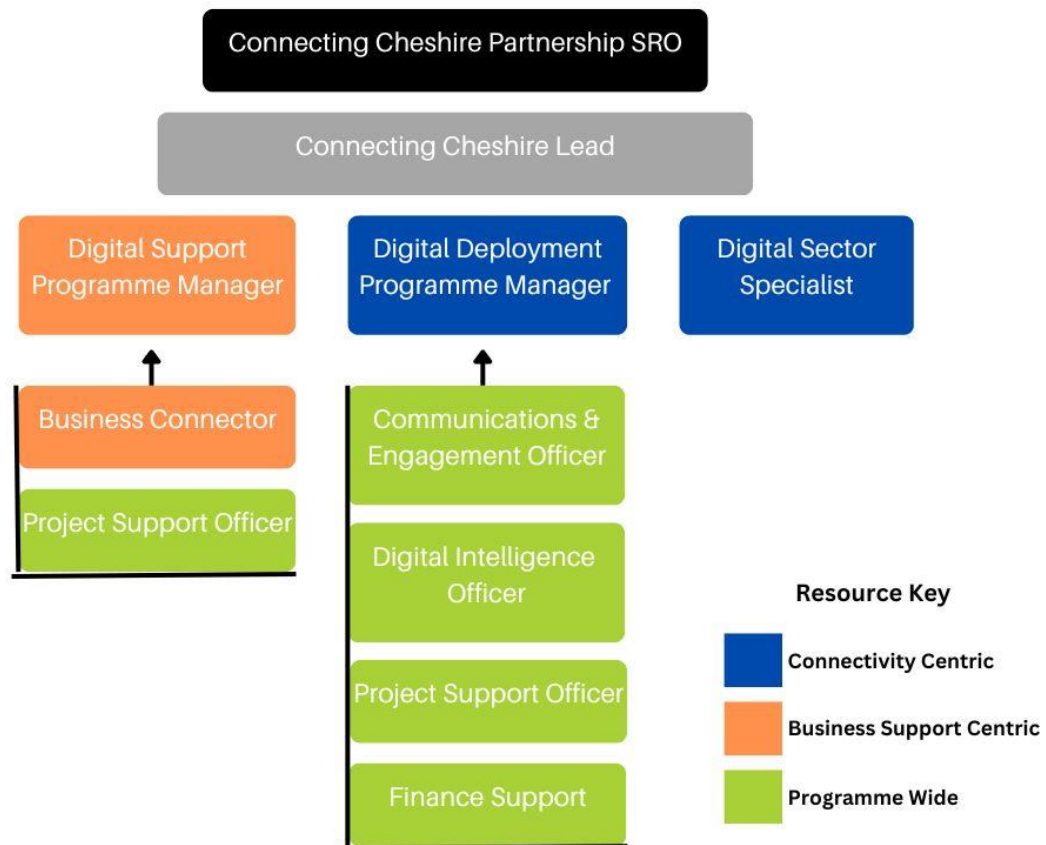 Connecting Cheshire Partnership SRO
Connecting Cheshire Lead
Digital Support
Programme Manager
Digital Deployment
Programme Manager
Digital Sector
Specialist
Business Connector
Project Support Officer
Communications &
Engagement Officer
Digital Intelligence
Officer
Project Support Officer
Finance Support
Resource Key
Connectivity Centric
Business Support Centric
Programme Wide